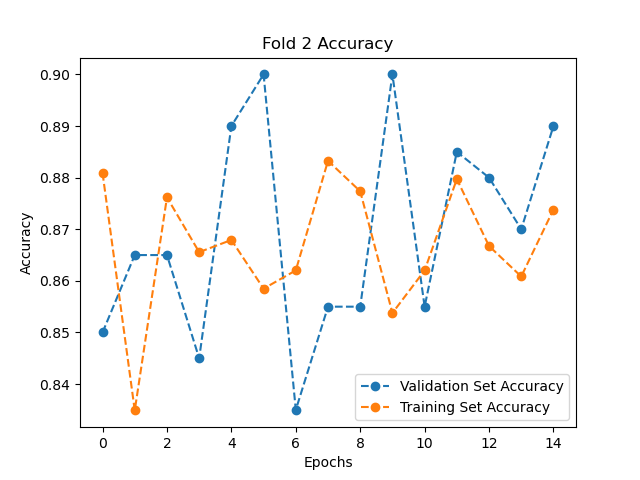 Fold 2 Accuracy
0.90
0.89
0.88
0.87
0.86
0.85
0.84
Accuracy
Validation Set Accuracy
Training Set Accuracy
0 2 4 6 8 10 12 14
Epochs